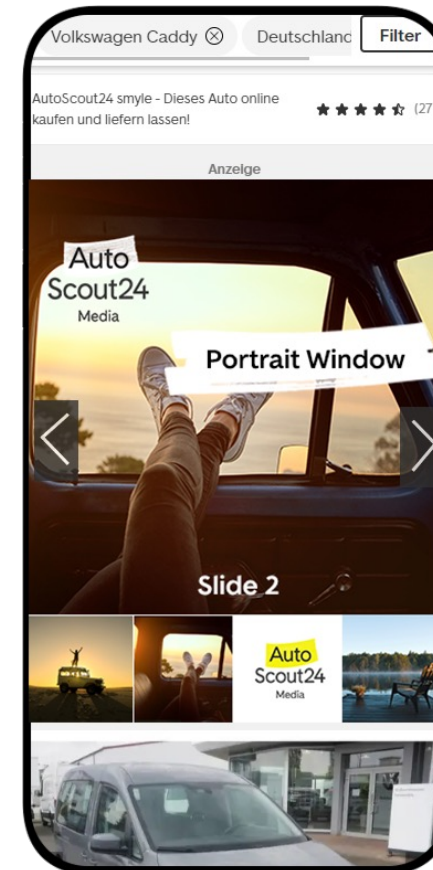 Volkswagen Caddy
Deutschland
Filter
AutoScout24 smyle - Dieses Auto online
kaufen und liefern lassen!
(27
Anzeige
Auto
Scout24
Media
Portrait Window
Slide 2
Auto
Scout24
Media